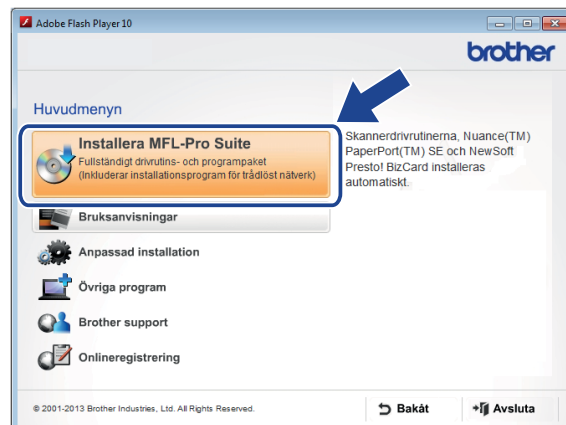 Adobe Flash Player 10
brother
Huvudmenyn
Installera MFL-Pro Suite
Fullständigt drivrutins- och programpaket
(Inkluderar installationsprogram för trådlöst nätverk)
Skannerdrivrutinerna, Nuance(TM)
PaperPort(TM) SE och NewSoft
Presto! BizCard installeras
automatiskt.
Bruksanvisningar
Anpassad installation
Övriga program
Brother support
Onlineregistrering
© 2001-2013 Brother Industries, Ltd. All Rights Reserved.
Bakåt
Avsluta